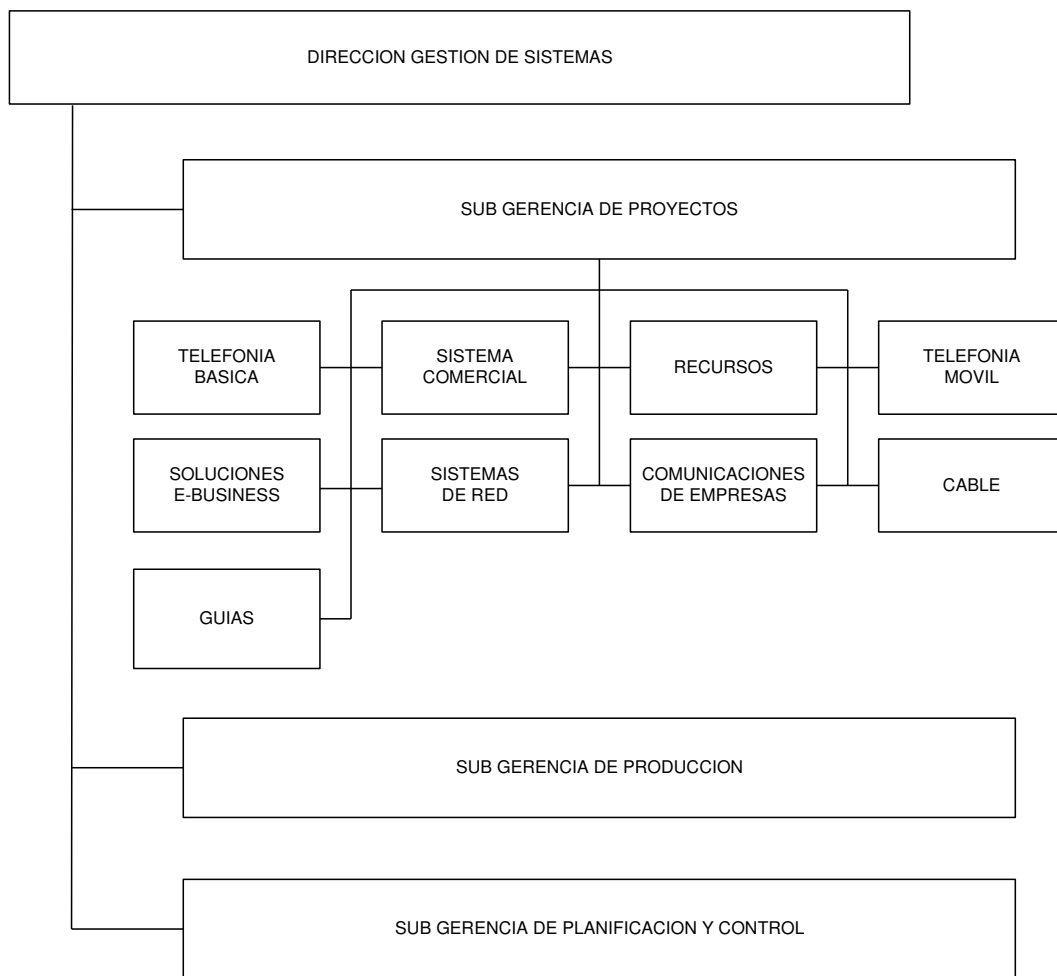 DIRECCION GESTION DE SISTEMAS
SUB GERENCIA DE PROYECTOS
TELEFONIA
BASICA
SISTEMA
COMERCIAL
RECURSOS
TELEFONIA
MOVIL
SOLUCIONES
E-BUSINESS
SISTEMAS
DE RED
COMUNICACIONES
DE EMPRESAS
CABLE
GUIAS
SUB GERENCIA DE PRODUCCION
SUB GERENCIA DE PLANIFICACION Y CONTROL